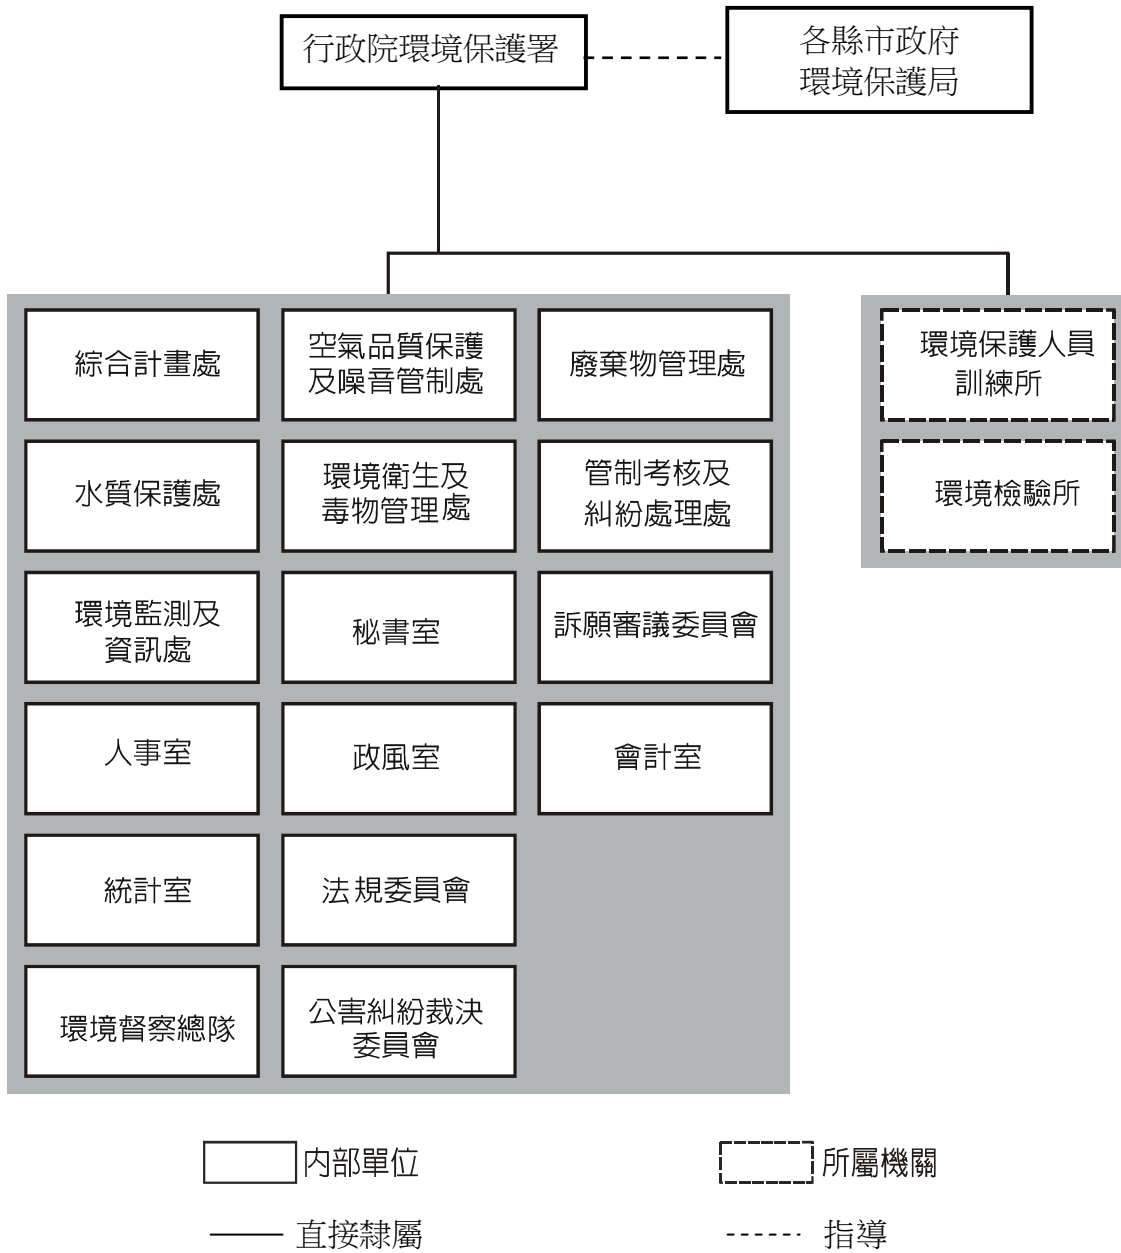 行政院環境保護署
各縣市政府
環境保護局
綜合計畫處
空氣品質保護
及噪音管制處
廢棄物管理處
環境保護人員
訓練所
水質保護處
環境衛生及
毒物管理處
管制考核及
糾紛處理處
環境檢驗所
環境監測及
資訊處
秘書室
訴願審議委員會
人事室
政風室
會計室
統計室
法規委員會
環境督察總隊
公害糾紛裁決
委員會
內部單位
所屬機關
直接隸屬
指導